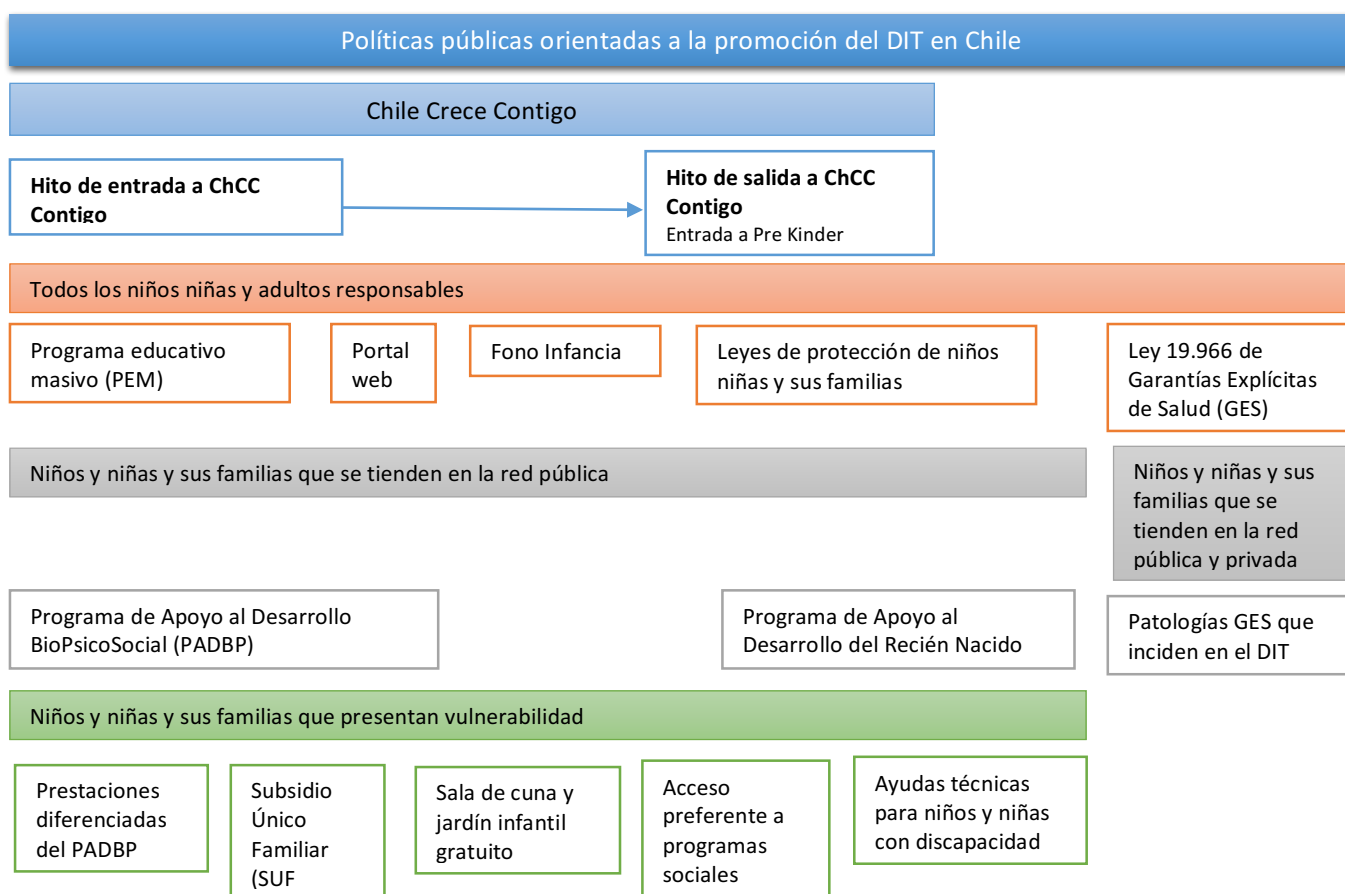 Políticas públicas orientadas a la promoción del DIT en Chile
Chile Crece Contigo
Hito de entrada a ChCC
Contigo
Hito de salida a ChCC
Contigo
Entrada a Pre Kinder
Todos los niños niñas y adultos responsables
Programa educativo
masivo (PEM)
Portal
web
Fono Infancia
Leyes de protección de niños
niñas y sus familias
Ley 19.966 de
Garantías Explícitas
de Salud (GES)
Niños y niñas y sus familias que se tienden en la red pública
Niños y niñas y sus
familias que se
tienden en la red
pública y privada
Programa de Apoyo al Desarrollo
BioPsicoSocial (PADBP)
Programa de Apoyo al
Desarrollo del Recién Nacido
Patologías GES que
inciden en el DIT
Niños y niñas y sus familias que presentan vulnerabilidad
Prestaciones
diferenciadas
del PADBP
Subsidio
Único
Familiar
(SUF
Sala de cuna y
jardín infantil
gratuito
Acceso
preferente a
programas
sociales
Ayudas técnicas
para niños y niñas
con discapacidad